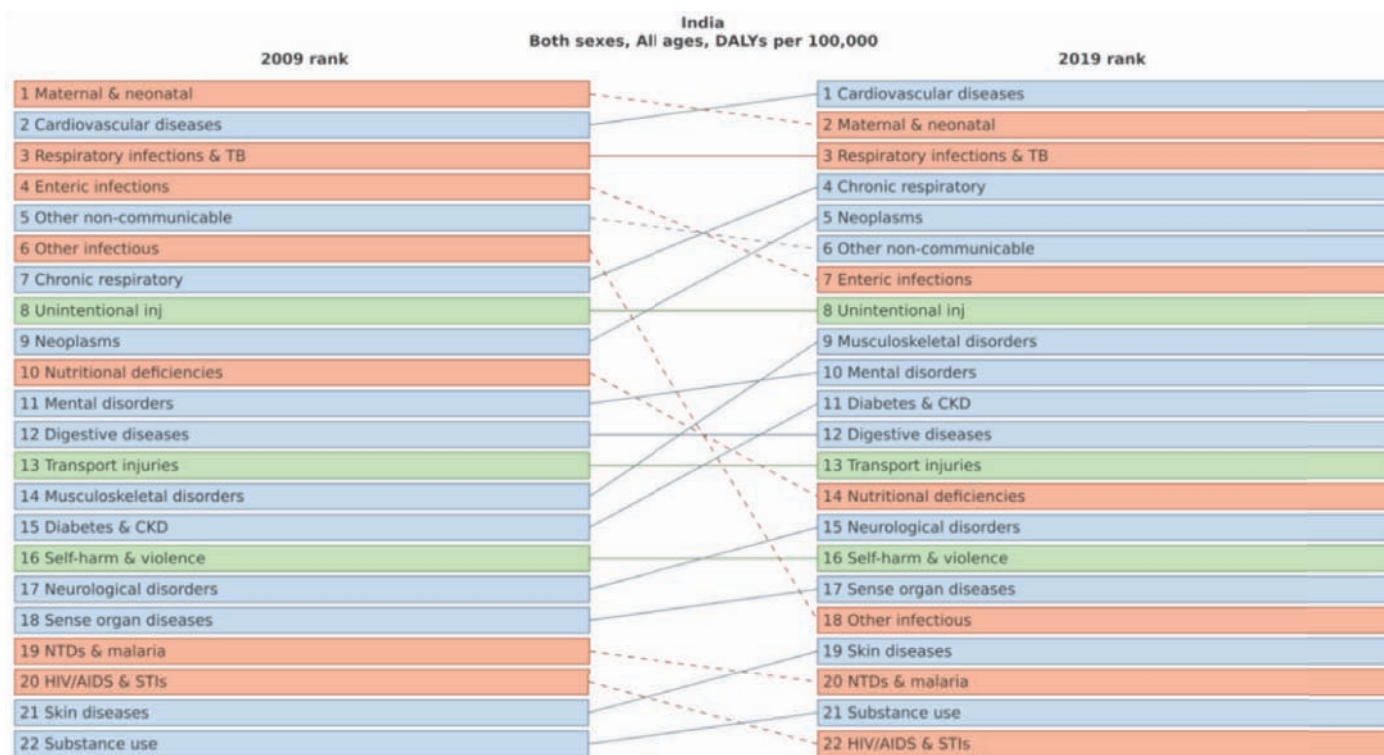 India
Both sexes, All ages, DALYs per 100,000
2009 rank
1 Maternal & neonatal
2 Cardiovascular diseases
3 Respiratory infections & TB
4 Enteric infections
5 Other non-communicable
6 Other infectious
7 Chronic respiratory
8 Unintentional inj
9 Neoplasms
10 Nutritional deficiencies
11 Mental disorders
12 Digestive diseases
13 Transport injuries
14 Musculoskeletal disorders
15 Diabetes & CKD
16 Self-harm & violence
17 Neurological disorders
18 Sense organ diseases
19 NTDs & malaria
20 HIV/AIDS & STIs
21 Skin diseases
22 Substance use
2019 rank
1 Cardiovascular diseases
2 Maternal & neonatal
3 Respiratory infections & TB
4 Chronic respiratory
5 Neoplasms
6 Other non-communicable
7 Enteric infections
8 Unintentional inj
9 Musculoskeletal disorders
10 Mental disorders
11 Diabetes & CKD
12 Digestive diseases
13 Transport injuries
14 Nutritional deficiencies
15 Neurological disorders
16 Self-harm & violence
17 Sense organ diseases
18 Other infectious
19 Skin diseases
20 NTDs & malaria
21 Substance use
22 HIV/AIDS & STIs